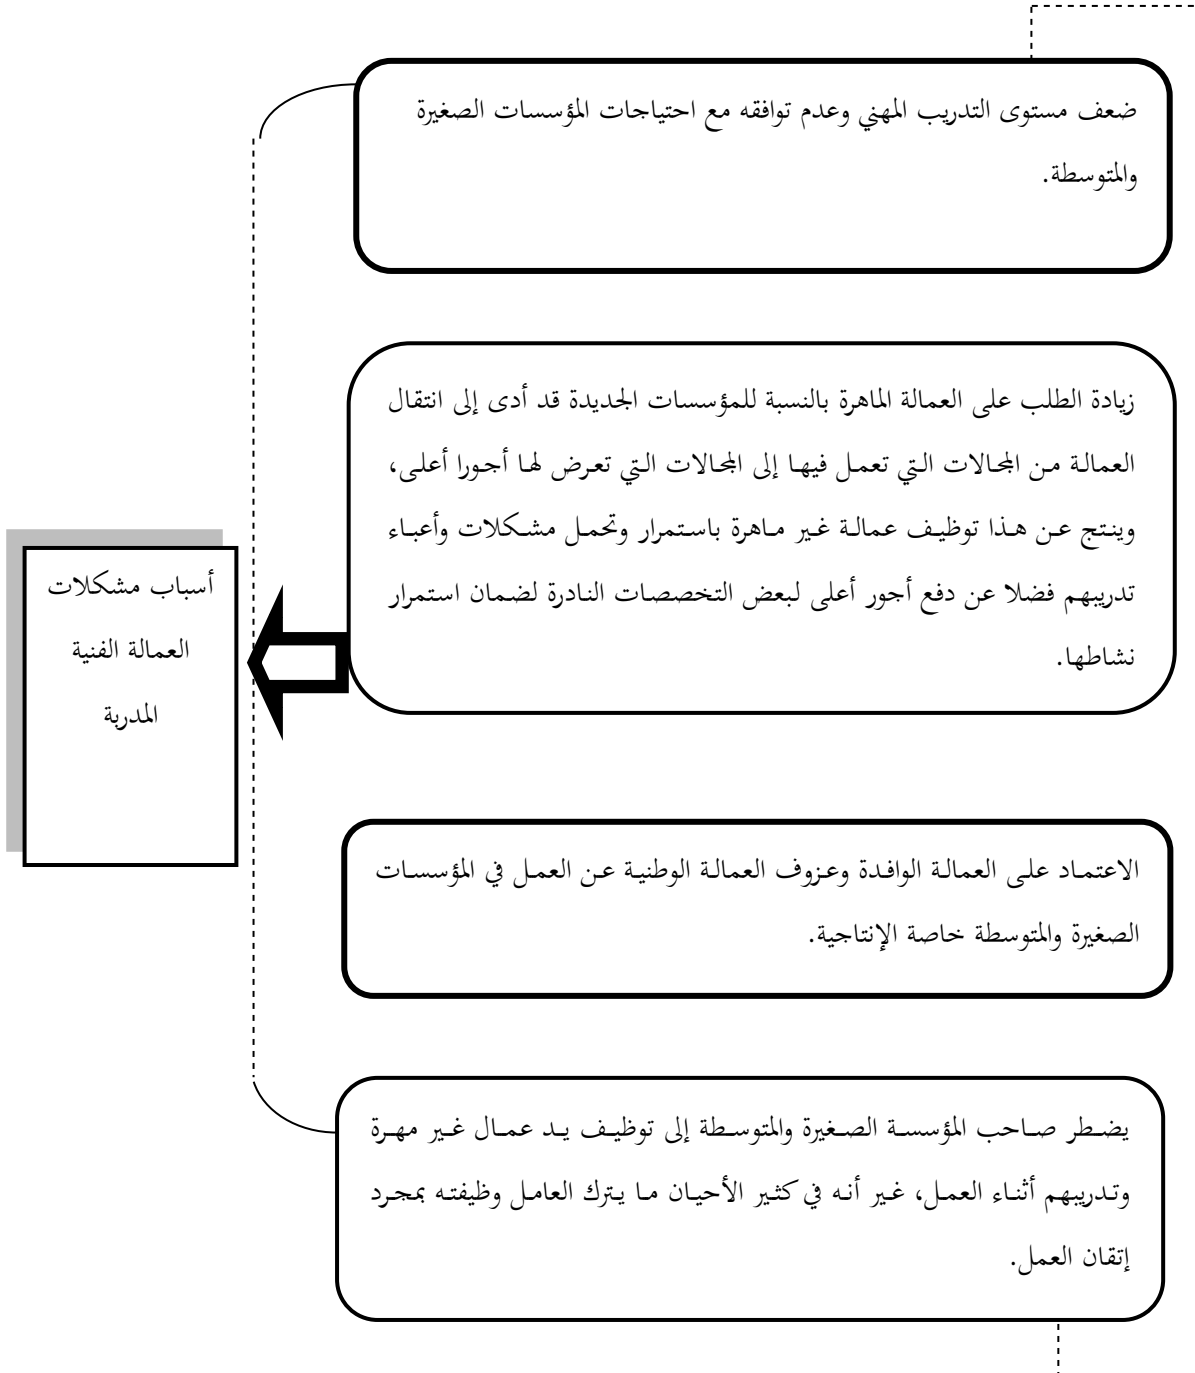 ضعف مستوى التدريب المهني وعدم توافقه مع احتياجات المؤسسات الصغيرة
والمتوسطة.
زيادة الطلب على العمالة الماهرة بالنسبة للمؤسسات الجديدة قد أدى إلى انتقال
العمالة من المجالات التي تعمل فيها إلى المجالات التي تعرض لها أجورا أعلى،
وينتج عن هذا توظيف عمالة غير ماهرة باستمرار وتحمل مشكلات وأعباء
تدريبهم فضلا عن دفع أجور أعلى لبعض التخصصات النادرة لضمان استمرار
نشاطها.
أسباب مشكلات
العمالة الفنية
المدربة
الاعتماد على العمالة الوافدة وعزوف العمالة الوطنية عن العمل في المؤسسات
الصغيرة والمتوسطة خاصة الإنتاجية.
يضطر صاحب المؤسسة الصغيرة والمتوسطة إلى توظيف يد عمال غير مهرة
وتدريبهم أثناء العمل، غير أنه في كثير الأحيان ما يترك العامل وظيفته بمجرد
إتقان العمل.